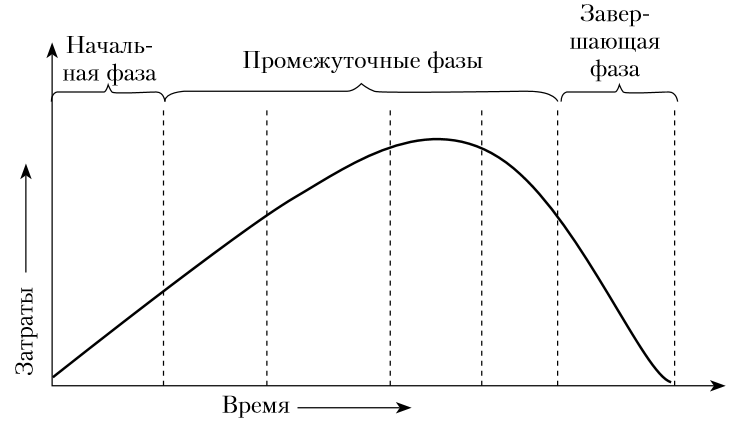 Началь-
ная фаза
Промежуточные фазы
Завер-
шающая
фаза
Затраты
Время